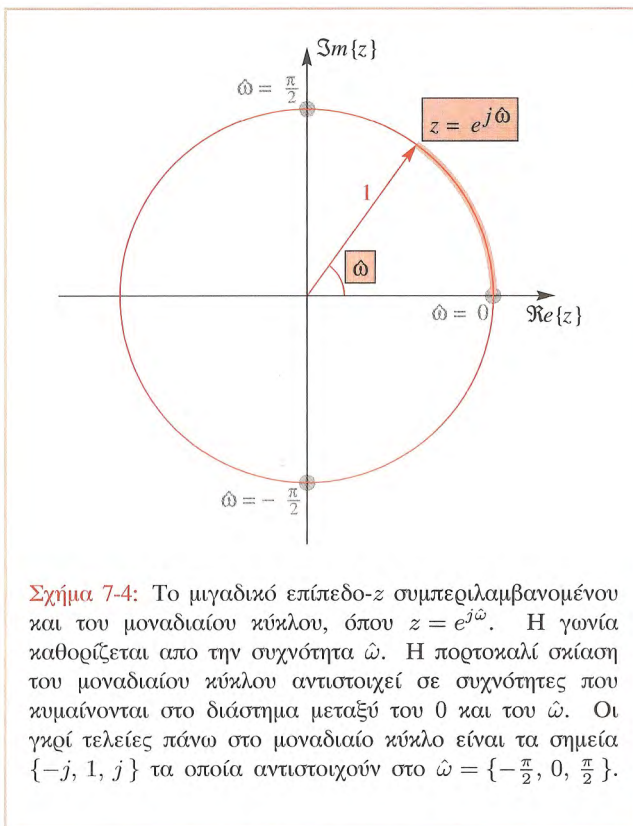 ℑm{z}
ω̂ = π/2
z = e^{jω̂}
1
ω̂
ω̂ = 0
ℜe{z}
ω̂ = − π/2
Σχήμα 7-4: Το μιγαδικό επίπεδο-z συμπεριλαμβανομένου
και του μοναδιαίου κύκλου, όπου z = e^{jω̂}. Η γωνία
καθορίζεται απο την συχνότητα ω̂. Η πορτοκαλί σκίαση
του μοναδιαίου κύκλου αντιστοιχεί σε συχνότητες που
κυμαίνονται στο διάστημα μεταξύ του 0 και του ω̂. Οι
γκρί τελείες πάνω στο μοναδιαίο κύκλο είναι τα σημεία
{−j, 1, j} τα οποία αντιστοιχούν στο ω̂ = {−π/2, 0, π/2}.